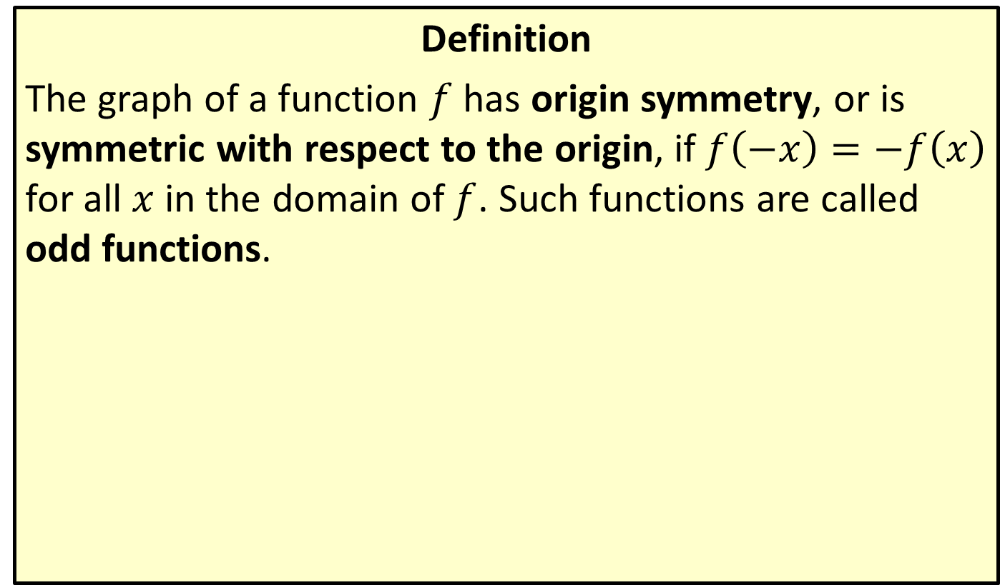 Definition
The graph of a function f has origin symmetry, or is
symmetric with respect to the origin, if f(−x) = −f(x)
for all x in the domain of f. Such functions are called
odd functions.